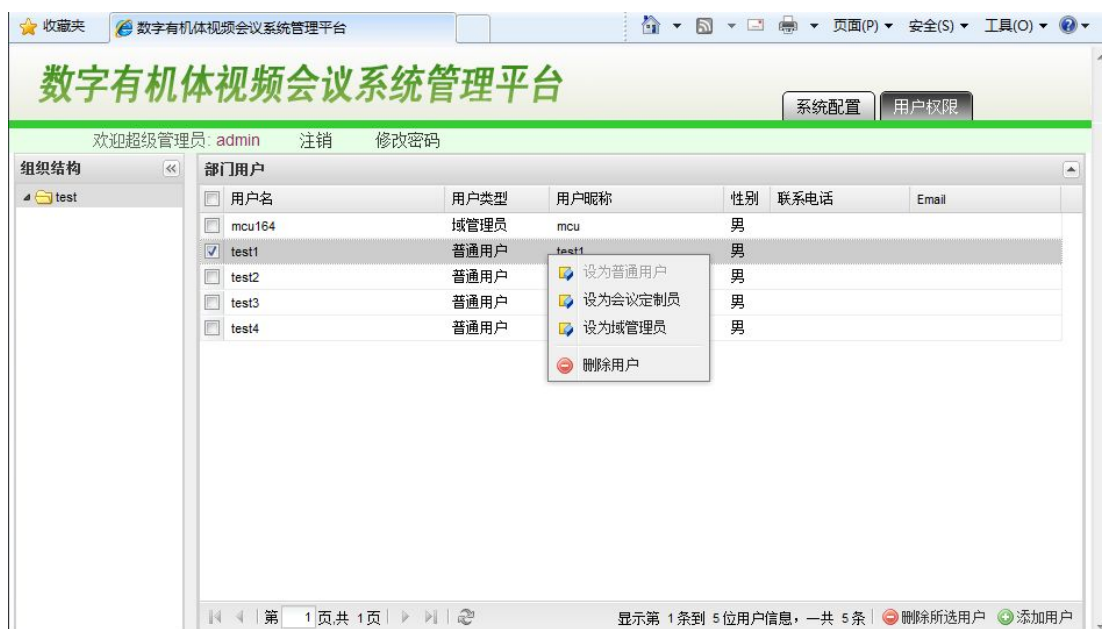 收藏夹 数字有机体视频会议系统管理平台 页面(P) 安全(S) 工具(O)
数字有机体视频会议系统管理平台
系统配置 用户权限
欢迎超级管理员: admin 注销 修改密码
组织结构 部门用户
test 用户名 用户类型 用户昵称 性别 联系电话 Email
mcu164 域管理员 mcu 男
test1 普通用户 test1 男
test2 普通用户 男
test3 普通用户 男
test4 普通用户 男
设为普通用户
设为会议定制员
设为域管理员
删除用户
第 1 页,共 1页 显示第 1条到 5位用户信息，一共 5条 删除所选用户 添加用户